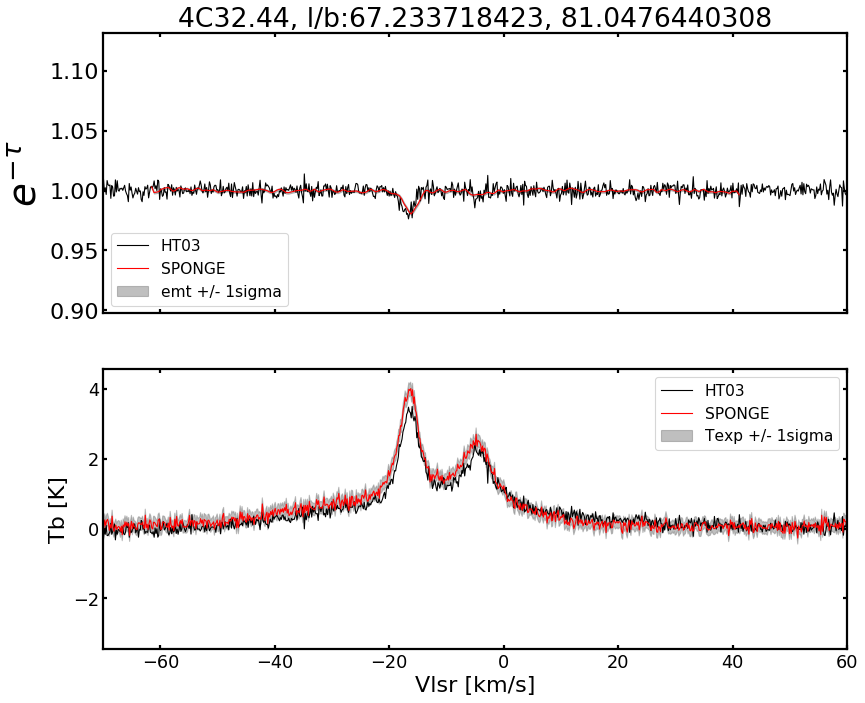 4C32.44, l/b:67.233718423, 81.0476440308
1.10
1.05
1.00
0.95
0.90
e^{-τ}
HT03
SPONGE
emt +/- 1sigma
4
2
0
−2
Tb [K]
HT03
SPONGE
Texp +/- 1sigma
−60 −40 −20 0 20 40 60
Vlsr [km/s]